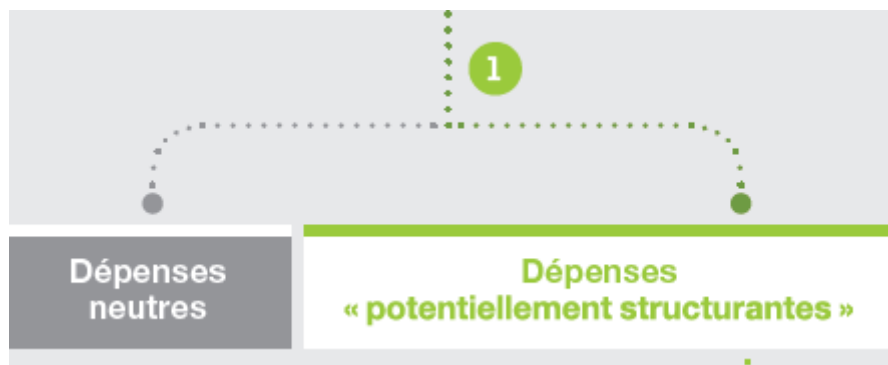 1
Dépenses
neutres
Dépenses
« potentiellement structurantes »